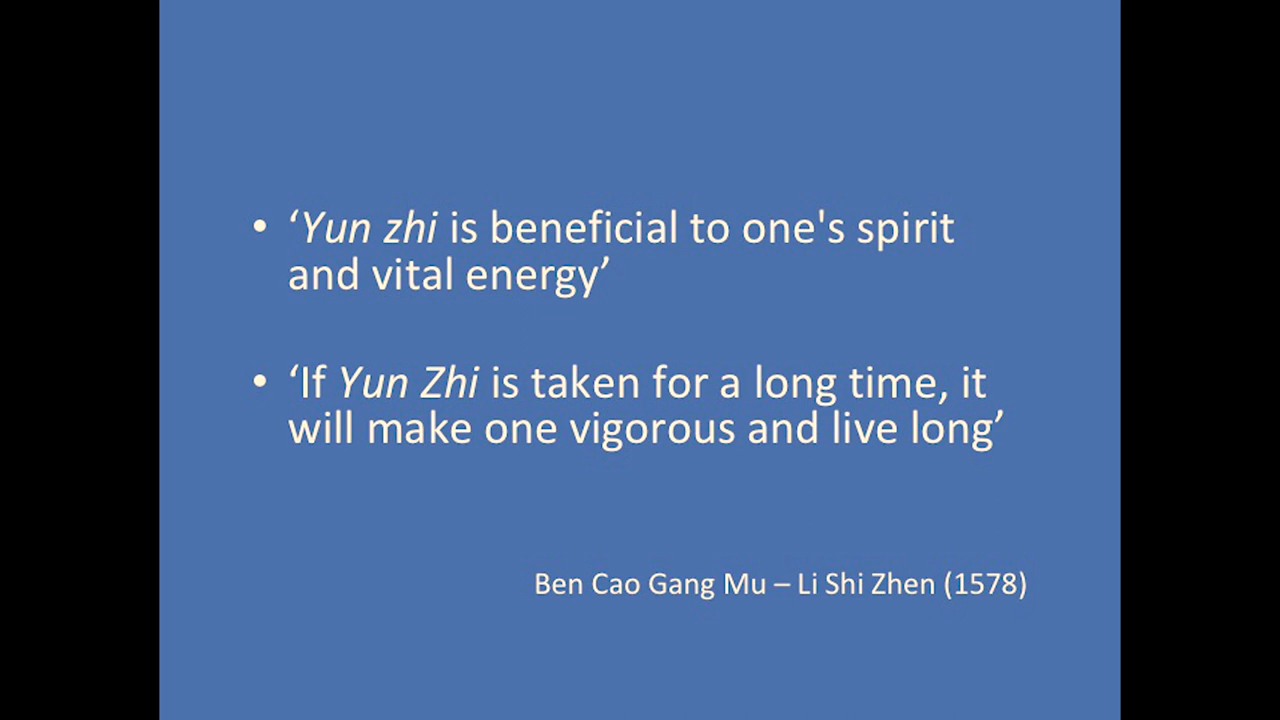 • ‘Yun zhi is beneficial to one's spirit
and vital energy’
• ‘If Yun Zhi is taken for a long time, it
will make one vigorous and live long’
Ben Cao Gang Mu – Li Shi Zhen (1578)